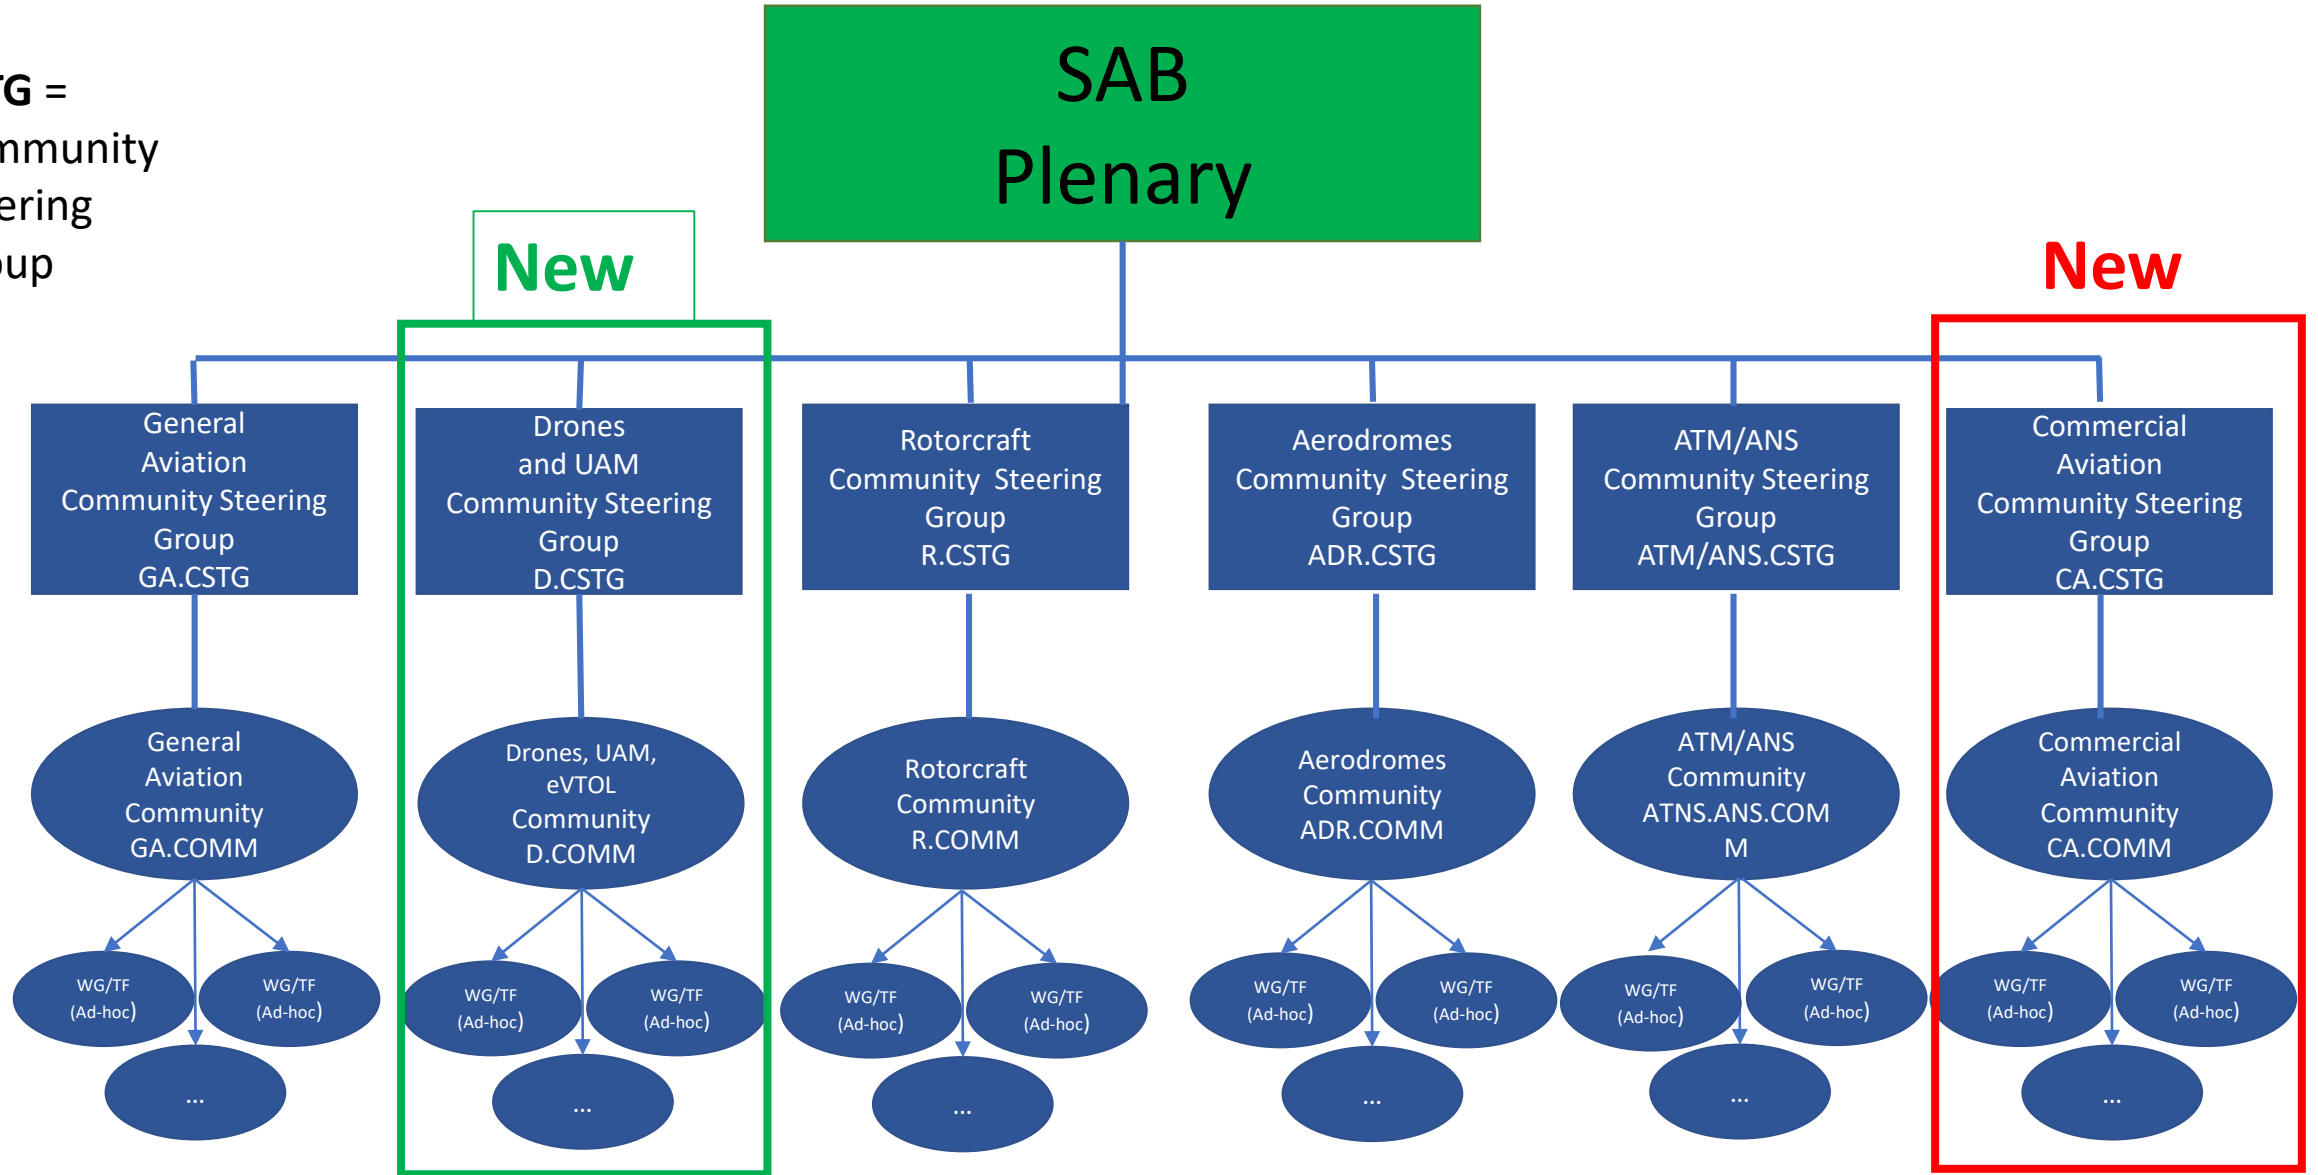 SAB
Plenary
TG =
mmunity
ering
oup
New
New
General
Aviation
Community Steering
Group
GA.CSTG
Drones
and UAM
Community Steering
Group
D.CSTG
Rotorcraft
Community Steering
Group
R.CSTG
Aerodromes
Community Steering
Group
ADR.CSTG
ATM/ANS
Community Steering
Group
ATM/ANS.CSTG
Commercial
Aviation
Community Steering
Group
CA.CSTG
General
Aviation
Community
GA.COMM
Drones, UAM,
eVTOL
Community
D.COMM
Rotorcraft
Community
R.COMM
Aerodromes
Community
ADR.COMM
ATM/ANS
Community
ATNS.ANS.COM
M
Commercial
Aviation
Community
CA.COMM
WG/TF
(Ad-hoc)
WG/TF
(Ad-hoc)
...
WG/TF
(Ad-hoc)
WG/TF
(Ad-hoc)
...
WG/TF
(Ad-hoc)
WG/TF
(Ad-hoc)
...
WG/TF
(Ad-hoc)
WG/TF
(Ad-hoc)
...
WG/TF
(Ad-hoc)
WG/TF
(Ad-hoc)
...
WG/TF
(Ad-hoc)
WG/TF
(Ad-hoc)
...